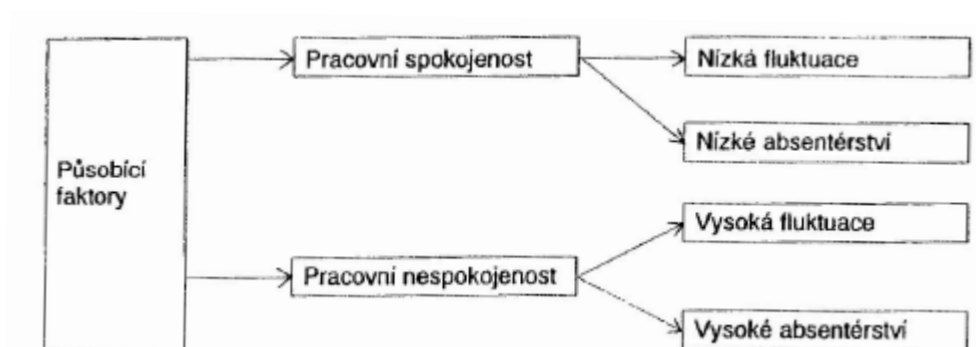 Pracovní spokojenost
Nízká fluktuace
Nízké absentérství
Působící
faktory
Vysoká fluktuace
Pracovní nespokojenost
Vysoké absentérství